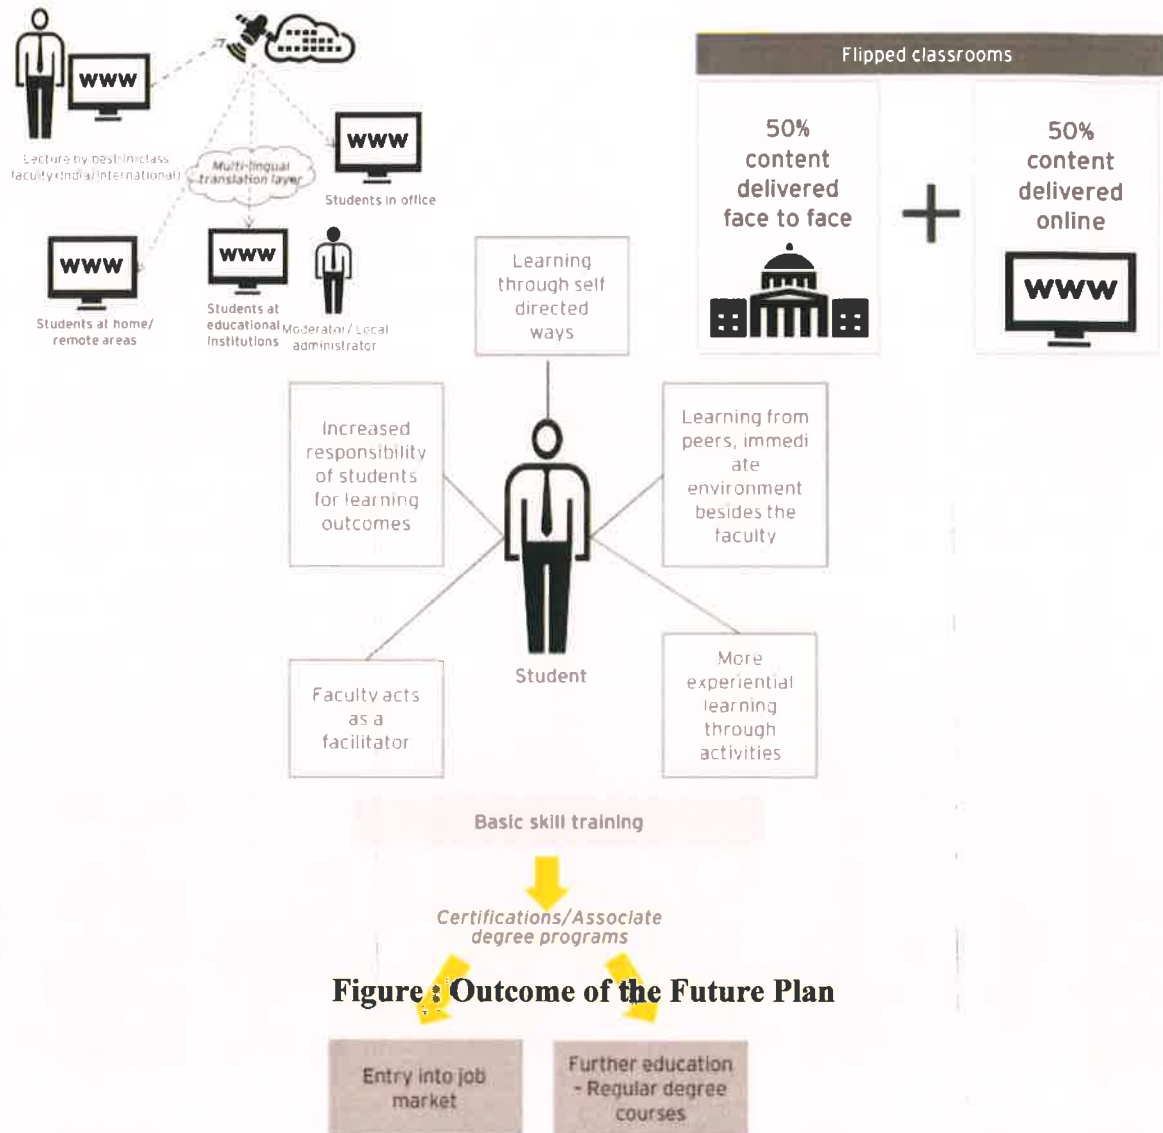 WWW
Lecture by best-in-class
faculty (India/International)
Multi-lingual
translation layer
WWW
Students in office
WWW
Students at home/
remote areas
WWW
Students at
educational
institutions
Moderator/ Local
administrator
Flipped classrooms
50%
content
delivered
face to face
+
50%
content
delivered
online
WWW
Learning
through self
directed
ways
Increased
responsibility
of students
for learning
outcomes
Learning from
peers, immedi
ate
environment
besides the
faculty
Student
Faculty acts
as a
facilitator
More
experiential
learning
through
activities
Basic skill training
Certifications/Associate
degree programs
Figure : Outcome of the Future Plan
Entry into job
market
Further education
- Regular degree
courses